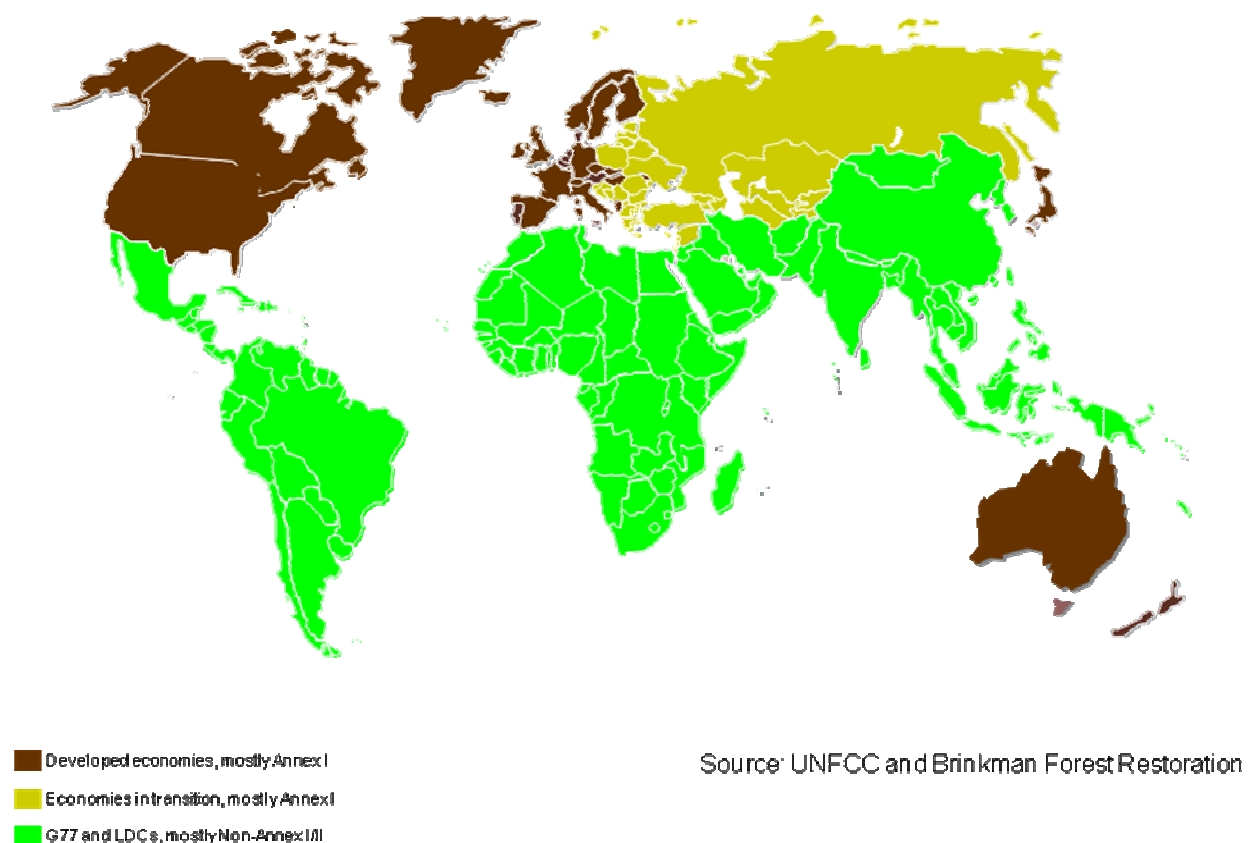 Developed economies, mostly Annex I
Source: UNFCC and Brinkman Forest Restoration
Economies in transition, mostly Annex I
G77 and LDCs, mostly Non-Annex I/II